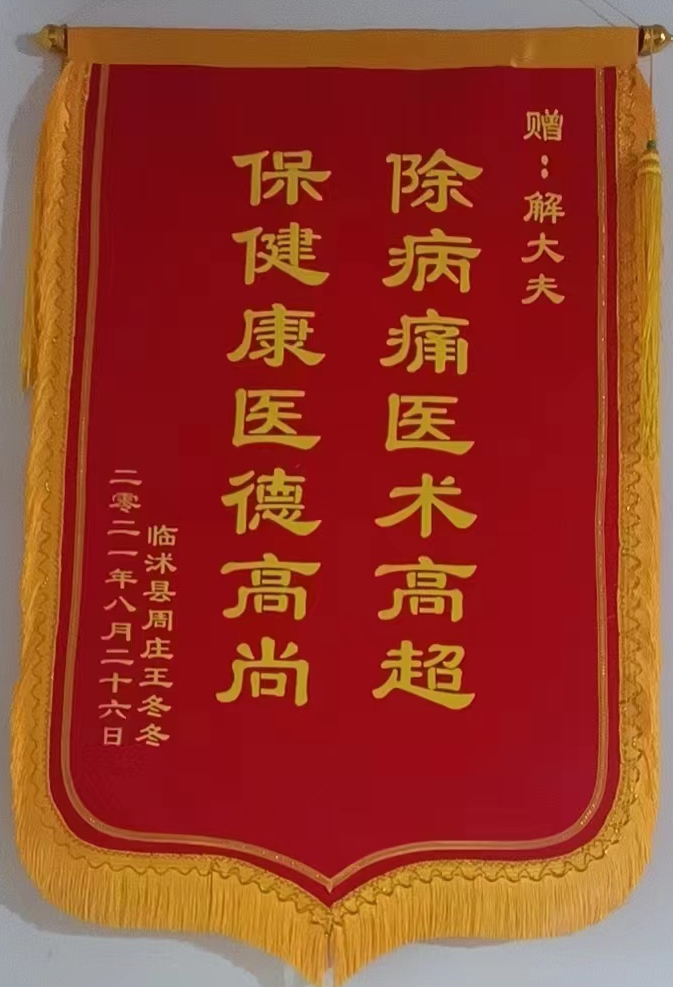 赠：解大夫
除病痛医术高超
保健康医德高尚
临沭县周庄王冬冬
二零二一年八月二十六日